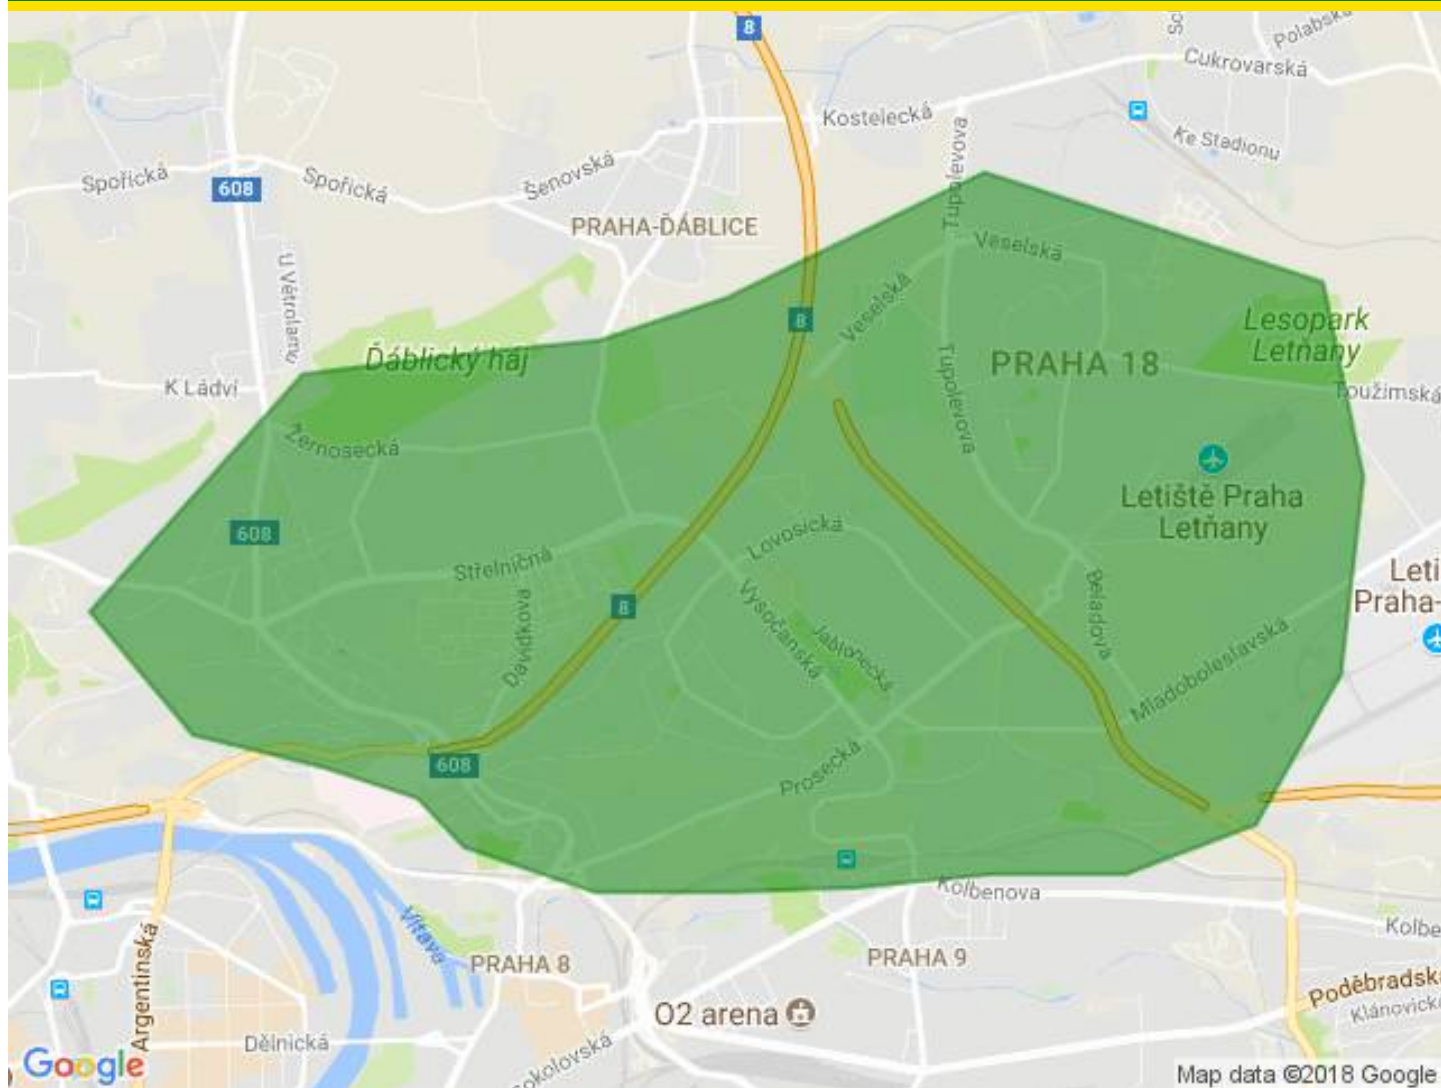 8
Polabská
Cukrovarská
Kostelecká
Ke Stadionu
Tupolevova
Šenovská
Spořická
Spořická
608
PRAHA-ĎÁBLICE
Veselská
U Větrolamu
Veselská
8
Lesopark
Letňany
Ďáblický háj
PRAHA 18
K Ládví
Toužimská
Tupolevova
Žernosecká
Letiště Praha
Letňany
608
Lovosická
Střelničná
Leti
Praha-
8
Davídkova
Vysočanská
Jablonecká
Beladova
Mladoboleslavská
608
Prosecká
Kolbenova
Kolbe
Vltava
Argentinská
PRAHA 8
PRAHA 9
Poděbradská
Klánovická
O2 arena
Dělnická
Sokolovská
Google
Map data ©2018 Google